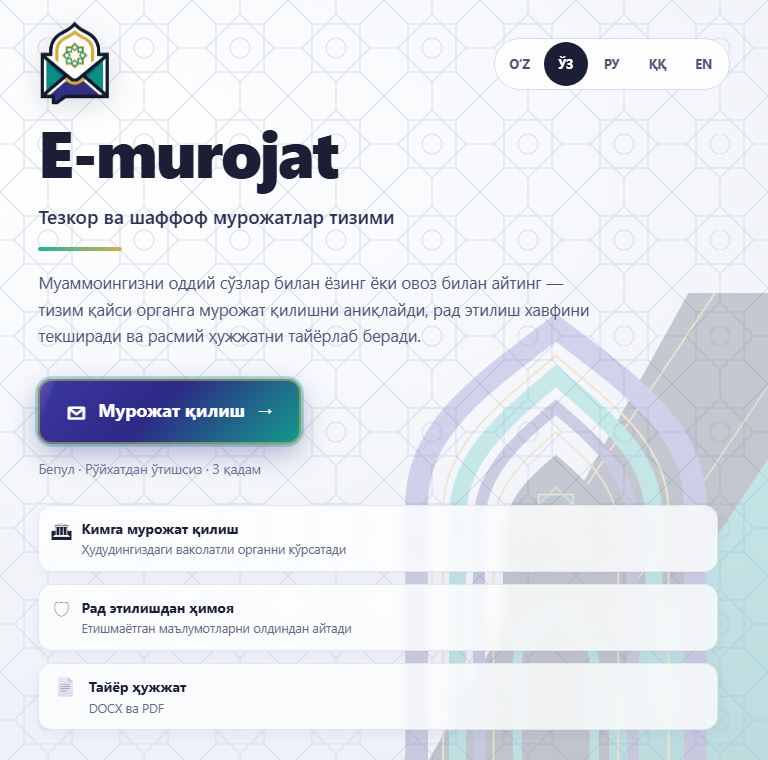 O‘Z ЎЗ РУ ҚҚ EN
E-murojat
Тезкор ва шаффоф мурожатлар тизими
Муаммоингизни оддий сўзлар билан ёзинг ёки овоз билан айтинг —
тизим қайси органга мурожат қилишни аниқлайди, рад этилиш хавфини
текширади ва расмий ҳужжатни тайёрлаб беради.
Мурожат қилиш →
Бепул · Рўйхатдан ўтишсиз · 3 қадам
Кимга мурожат қилиш
Ҳудудингиздаги ваколатли органни кўрсатади
Рад этилишдан ҳимоя
Етишмаётган маълумотларни олдиндан айтади
Тайёр ҳужжат
DOCX ва PDF